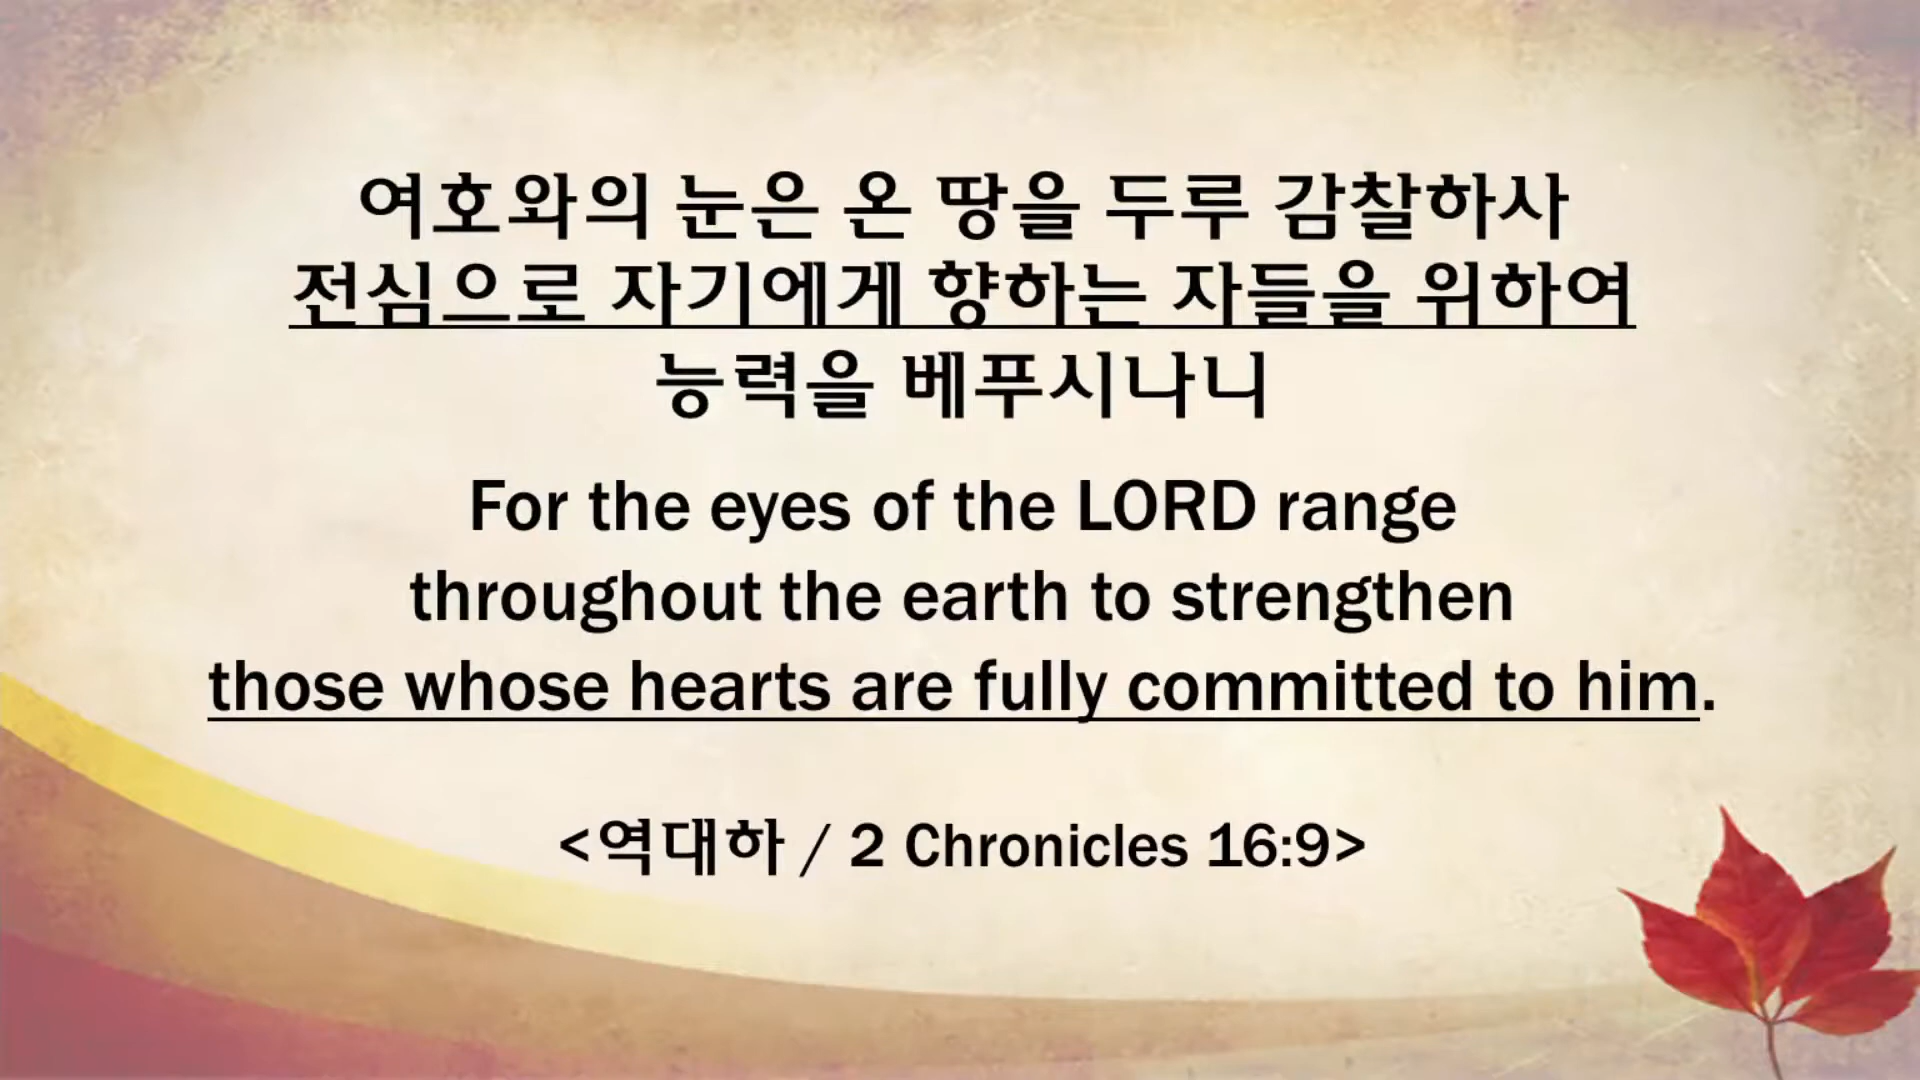 여호와의 눈은 온 땅을 두루 감찰하사
전심으로 자기에게 향하는 자들을 위하여
능력을 베푸시나니
For the eyes of the LORD range
throughout the earth to strengthen
those whose hearts are fully committed to him.
<역대하 / 2 Chronicles 16:9>